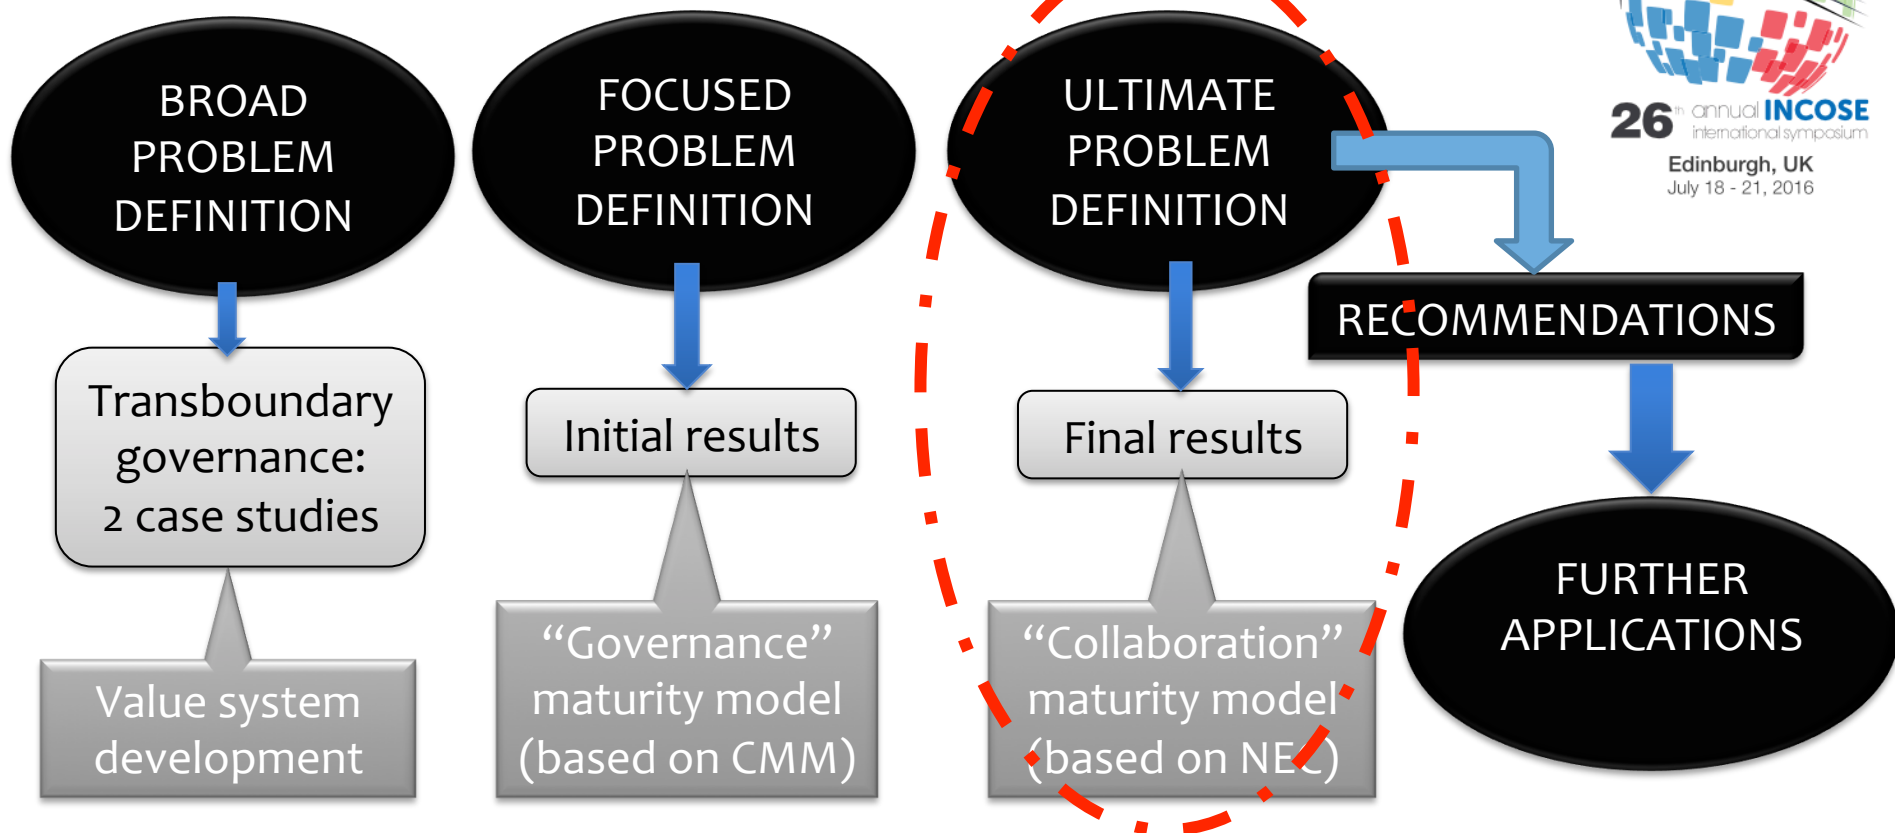 BROAD
PROBLEM
DEFINITION
Transboundary
governance:
2 case studies
Value system
development
FOCUSED
PROBLEM
DEFINITION
Initial results
“Governance”
maturity model
(based on CMM)
ULTIMATE
PROBLEM
DEFINITION
Final results
“Collaboration”
maturity model
(based on NEC)
RECOMMENDATIONS
FURTHER
APPLICATIONS
26th annual INCOSE
international symposium
Edinburgh, UK
July 18 - 21, 2016